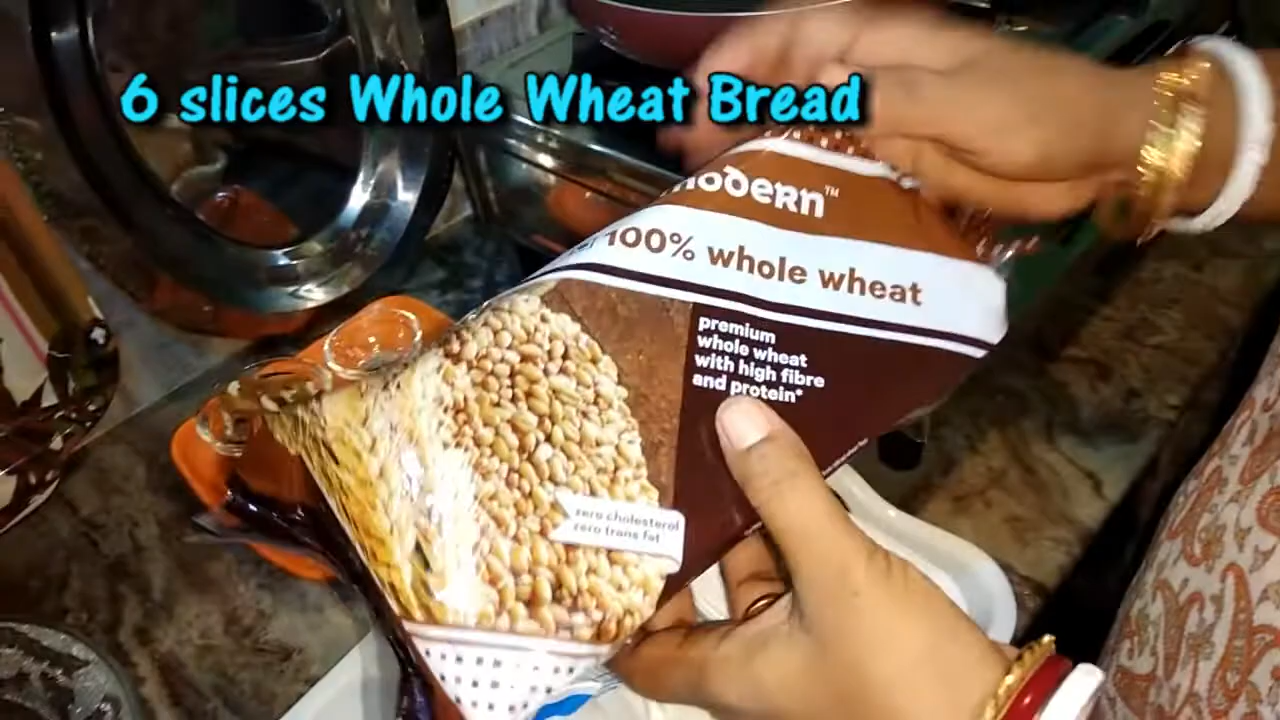 6 slices Whole Wheat Bread
modern™
100% whole wheat
premium
whole wheat
with high fibre
and protein*
zero cholesterol
zero trans fat